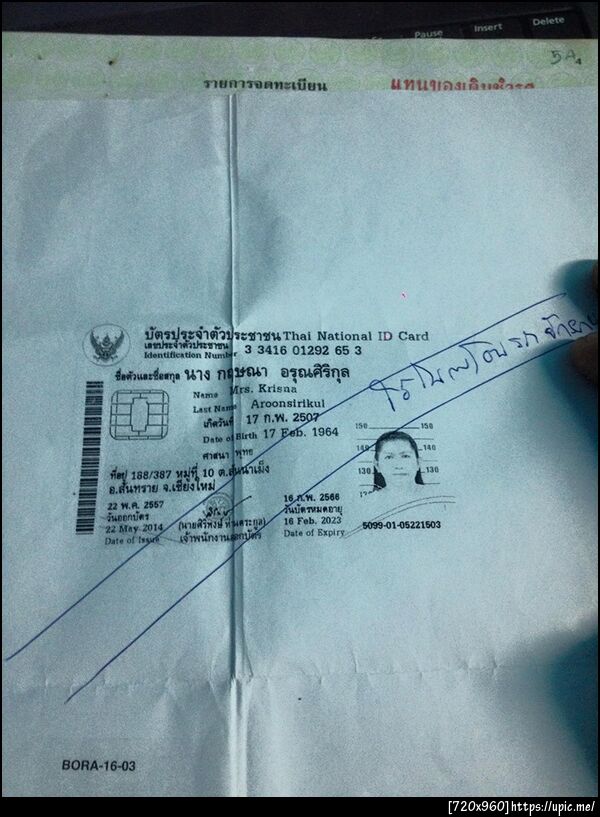 Pause Insert Delete
5A4
รายการจดทะเบียน
บัตรประจำตัวประชาชน Thai National ID Card
เลขประจำตัวประชาชน
Identification Number 3 3416 01292 65 3
ชื่อตัวและชื่อสกุล นาง กฤษณา อรุณศิริกุล
Name Mrs. Krisna
Last Name Aroonsirikul
เกิดวันที่ 17 ก.พ. 2507
Date of Birth 17 Feb. 1964
ศาสนา พุทธ
ที่อยู่ 188/387 หมู่ที่ 10 ต.สันนาเม็ง
อ.สันทราย จ.เชียงใหม่
22 พ.ค. 2557
วันออกบัตร
22 May 2014
Date of Issue
เจ้าพนักงานออกบัตร
16 ก.พ. 2566
วันบัตรหมดอายุ
16 Feb. 2023
Date of Expiry
150 150
140 140
130 130
5099-01-05221503
BORA-16-03
[720x960]https://upic.me/